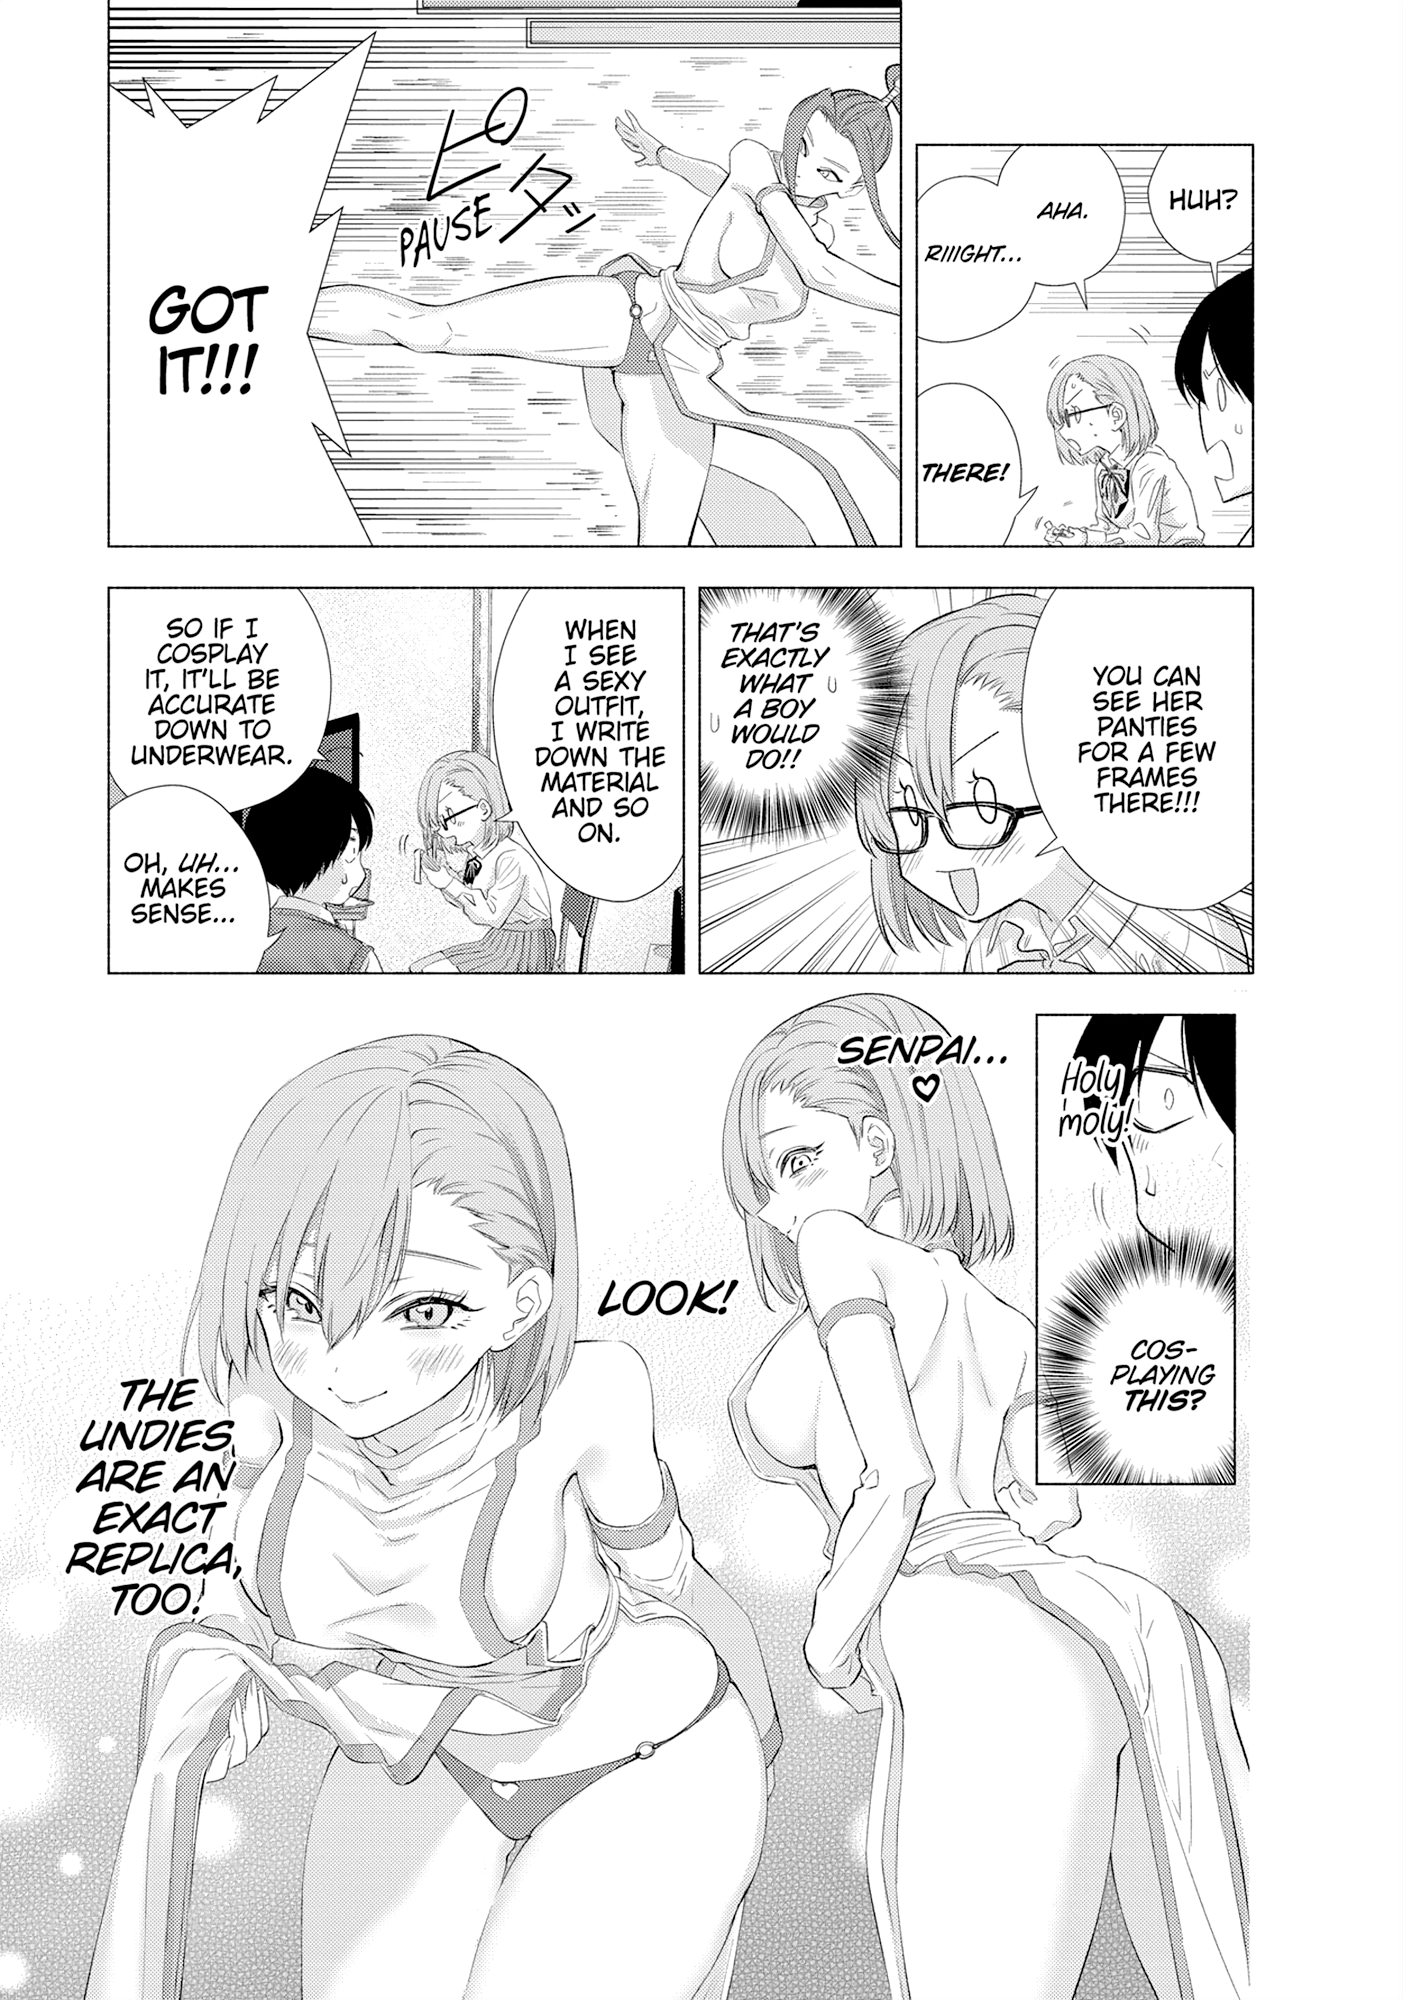 HUH?
AHA.
RIIIGHT...
THERE!
ピタッ
PAUSE
GOT
IT!!!
YOU CAN
SEE HER
PANTIES
FOR A FEW
FRAMES
THERE!!!
THAT'S
EXACTLY
WHAT
A BOY
WOULD
DO!!
WHEN
I SEE
A SEXY
OUTFIT,
I WRITE
DOWN THE
MATERIAL
AND SO
ON.
SO IF I
COSPLAY
IT, IT'LL BE
ACCURATE
DOWN TO
UNDERWEAR.
OH, UH...
MAKES
SENSE...
Holy
moly!
COS-
PLAYING
THIS?
SENPAI...
♡
LOOK!
THE
UNDIES
ARE AN
EXACT
REPLICA,
TOO!